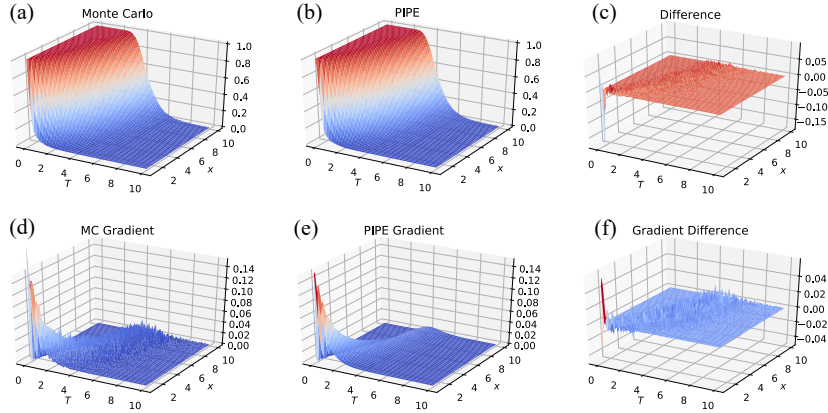 (a) Monte Carlo
(b) PIPE
(c) Difference
1.0
0.8
0.6
0.4
0.2
0.0
0 2 4 6 8 10
T
2 4 6 8 10
x
1.0
0.8
0.6
0.4
0.2
0.0
0 2 4 6 8 10
T
2 4 6 8 10
x
0.05
0.00
−0.05
−0.10
−0.15
0 2 4 6 8 10
T
2 4 6 8 10
x
(d) MC Gradient
(e) PIPE Gradient
(f) Gradient Difference
0.14
0.12
0.10
0.08
0.06
0.04
0.02
0.00
0 2 4 6 8 10
T
2 4 6 8 10
x
0.14
0.12
0.10
0.08
0.06
0.04
0.02
0.00
0 2 4 6 8 10
T
2 4 6 8 10
x
0.04
0.02
0.00
−0.02
−0.04
0 2 4 6 8 10
T
2 4 6 8 10
x